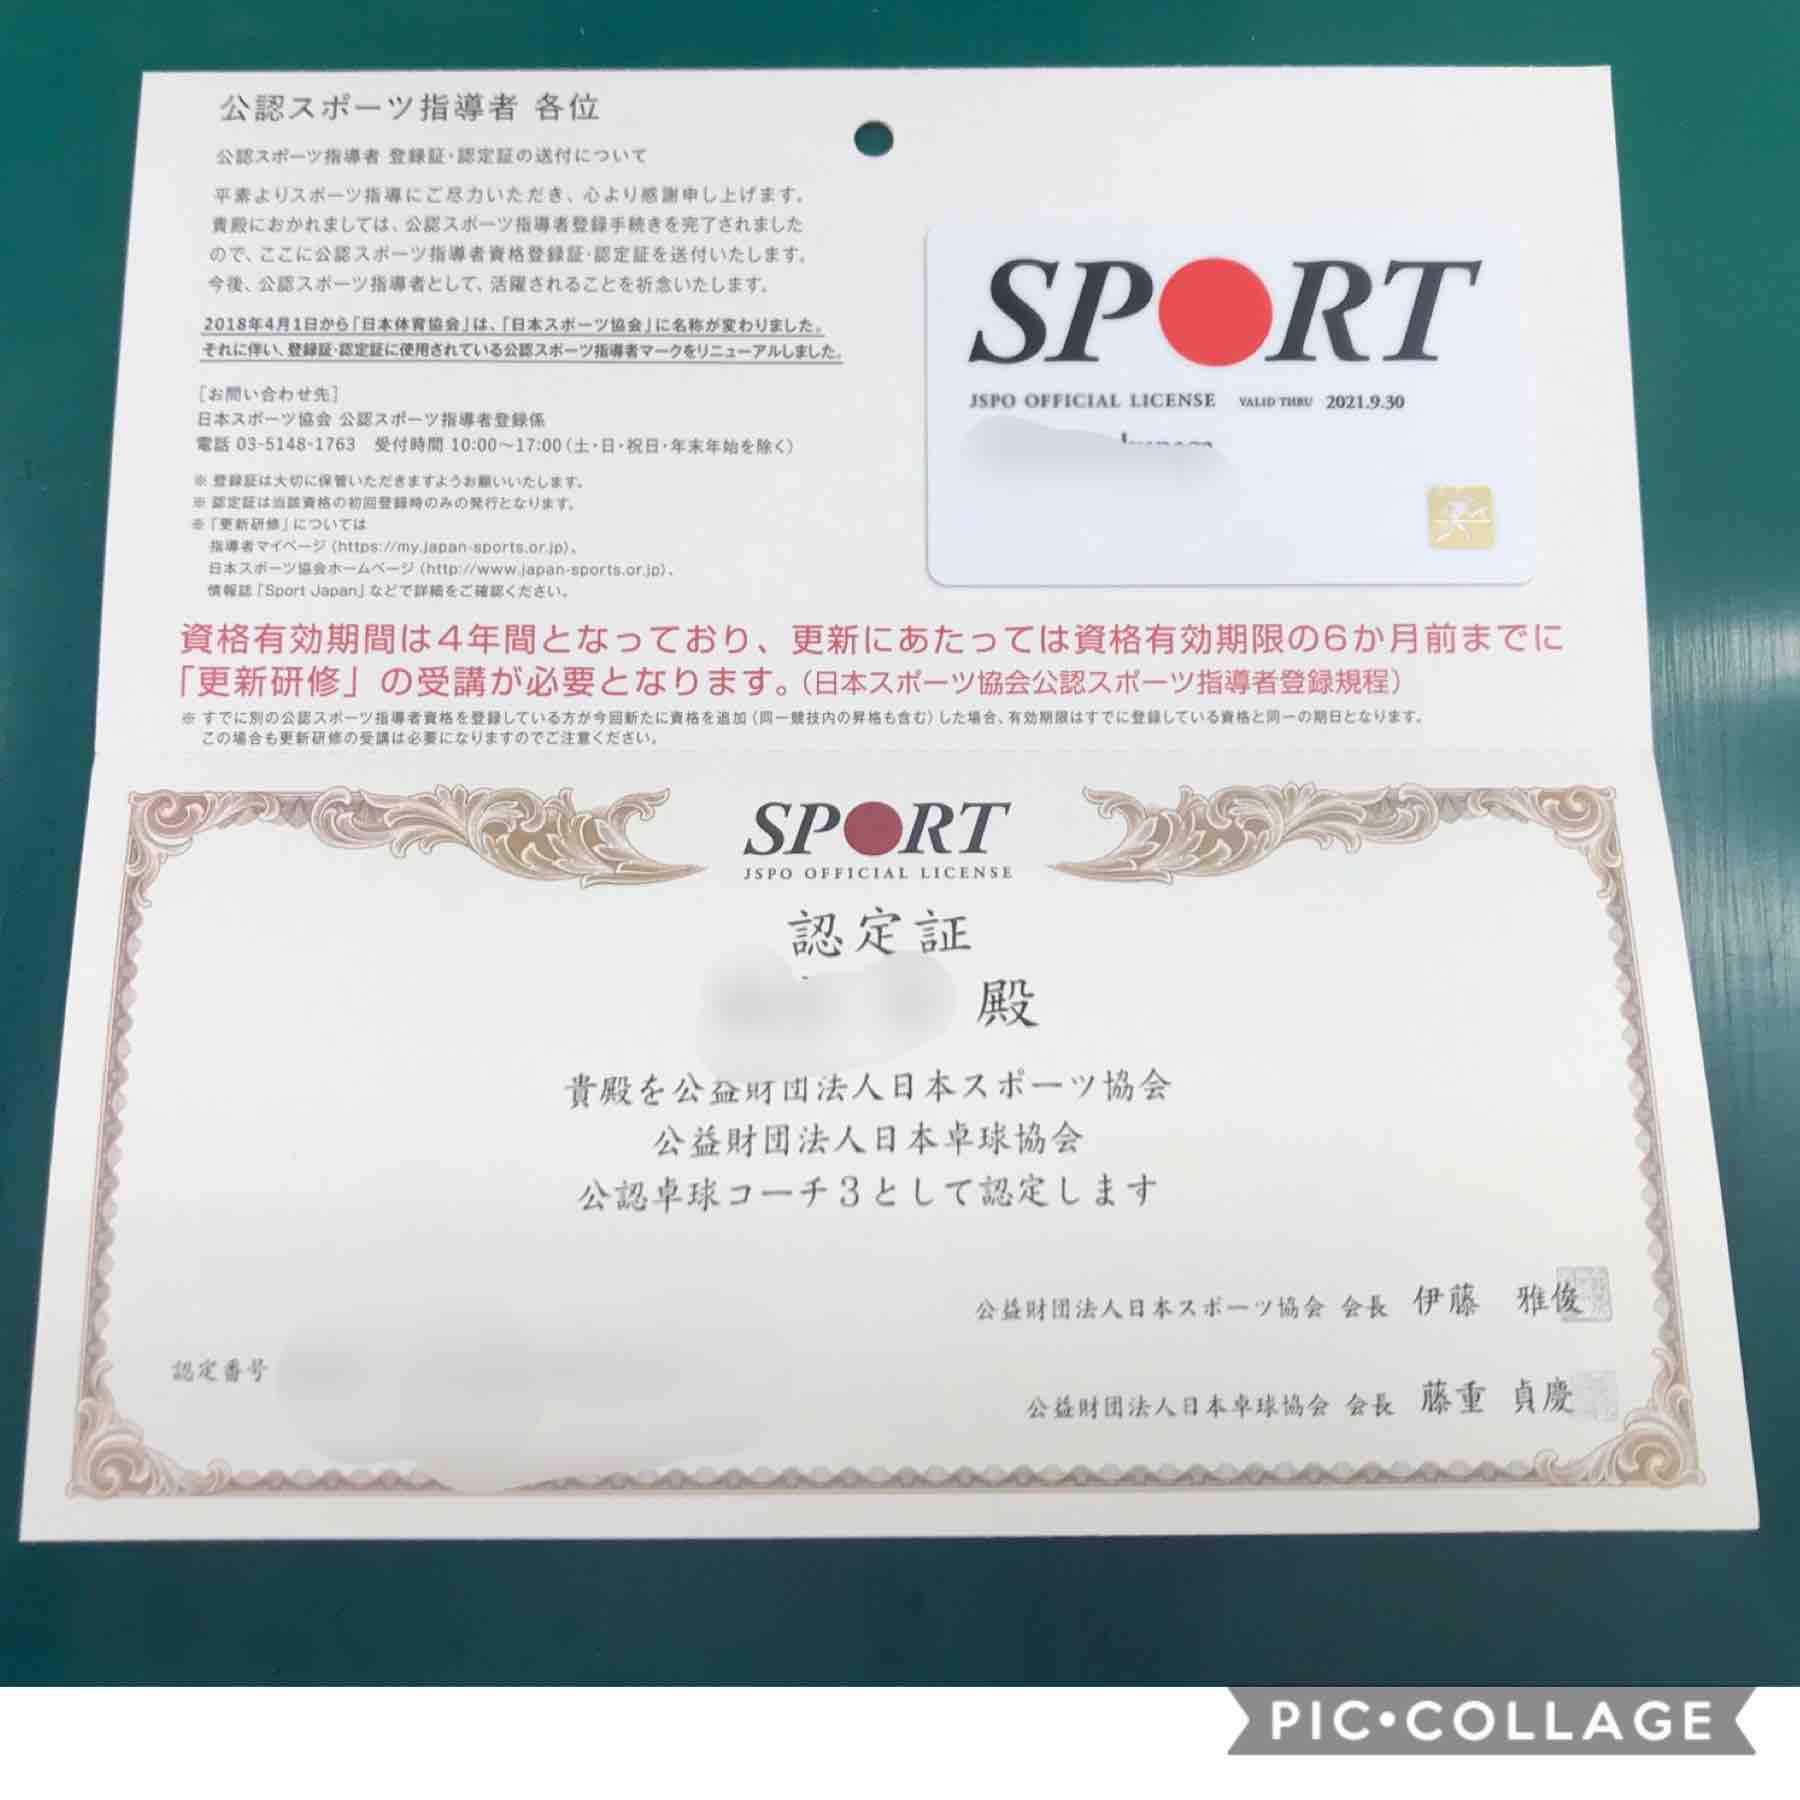 公認スポーツ指導者 各位
公認スポーツ指導者 登録証・認定証の送付について
平素よりスポーツ指導にご尽力いただき、心より感謝申し上げます。
貴殿におかれましては、公認スポーツ指導者登録手続きを完了されました
ので、ここに公認スポーツ指導者資格登録証・認定証を送付いたします。
今後、公認スポーツ指導者として、活躍されることを祈念いたします。
2018年4月1日から「日本体育協会」は、「日本スポーツ協会」に名称が変わりました。
それに伴い、登録証・認定証に使用されている公認スポーツ指導者マークをリニューアルしました。
［お問い合わせ先］
日本スポーツ協会 公認スポーツ指導者登録係
電話 03-5148-1763　受付時間 10:00〜17:00（土・日・祝日・年末年始を除く）
※ 登録証は大切に保管いただきますようお願いいたします。
※ 認定証は当該資格の初回登録時のみの発行となります。
※「更新研修」については
指導者マイページ（https://my.japan-sports.or.jp）、
日本スポーツ協会ホームページ（http://www.japan-sports.or.jp）、
情報誌「Sport Japan」などで詳細をご確認ください。
SPORT
JSPO OFFICIAL LICENSE VALID THRU 2021.9.30
資格有効期間は4年間となっており、更新にあたっては資格有効期限の6か月前までに
「更新研修」の受講が必要となります。（日本スポーツ協会公認スポーツ指導者登録規程）
※ すでに別の公認スポーツ指導者資格を登録している方が今回新たに資格を追加（同一競技内の昇格も含む）した場合、有効期限はすでに登録している資格と同一の期日となります。
この場合も更新研修の受講は必要になりますのでご注意ください。
SPORT
JSPO OFFICIAL LICENSE
認定証
殿
貴殿を公益財団法人日本スポーツ協会
公益財団法人日本卓球協会
公認卓球コーチ3として認定します
公益財団法人日本スポーツ協会 会長 伊藤 雅俊
認定番号
公益財団法人日本卓球協会 会長 藤重 貞慶
PIC•COLLAGE